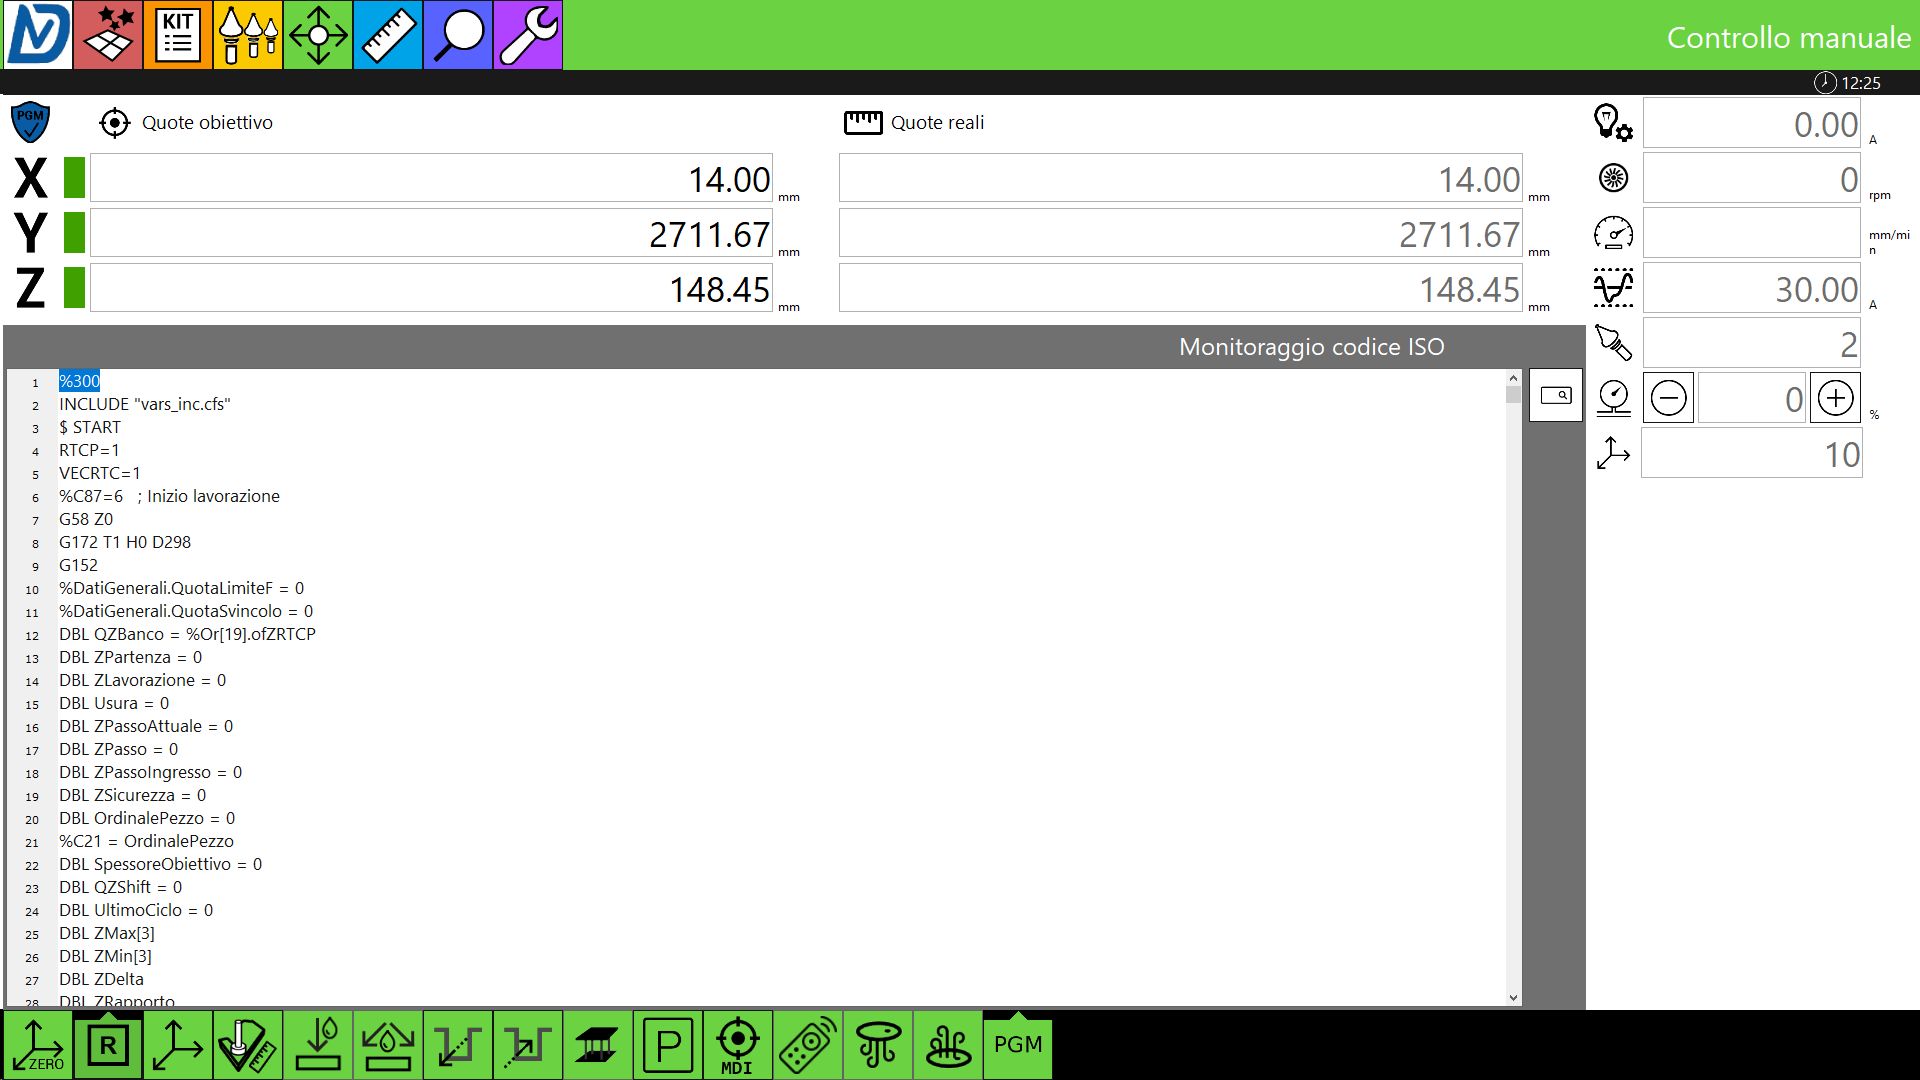 KIT
Controllo manuale
12:25
PGM
Quote obiettivo
Quote reali
0.00 A
X 14.00 mm 14.00 mm
0 rpm
Y 2711.67 mm 2711.67 mm
mm/mi
n
Z 148.45 mm 148.45 mm
30.00 A
Monitoraggio codice ISO
2
0 %
10
1 %300
2 INCLUDE "vars_inc.cfs"
3 $ START
4 RTCP=1
5 VECRTC=1
6 %C87=6 ; Inizio lavorazione
7 G58 Z0
8 G172 T1 H0 D298
9 G152
10 %DatiGenerali.QuotaLimiteF = 0
11 %DatiGenerali.QuotaSvincolo = 0
12 DBL QZBanco = %Or[19].ofZRTCP
13 DBL ZPartenza = 0
14 DBL ZLavorazione = 0
15 DBL Usura = 0
16 DBL ZPassoAttuale = 0
17 DBL ZPasso = 0
18 DBL ZPassoIngresso = 0
19 DBL ZSicurezza = 0
20 DBL OrdinalePezzo = 0
21 %C21 = OrdinalePezzo
22 DBL SpessoreObiettivo = 0
23 DBL QZShift = 0
24 DBL UltimoCiclo = 0
25 DBL ZMax[3]
26 DBL ZMin[3]
27 DBL ZDelta
28 DBL ZRapporto
ZERO
R
P
MDI
PGM